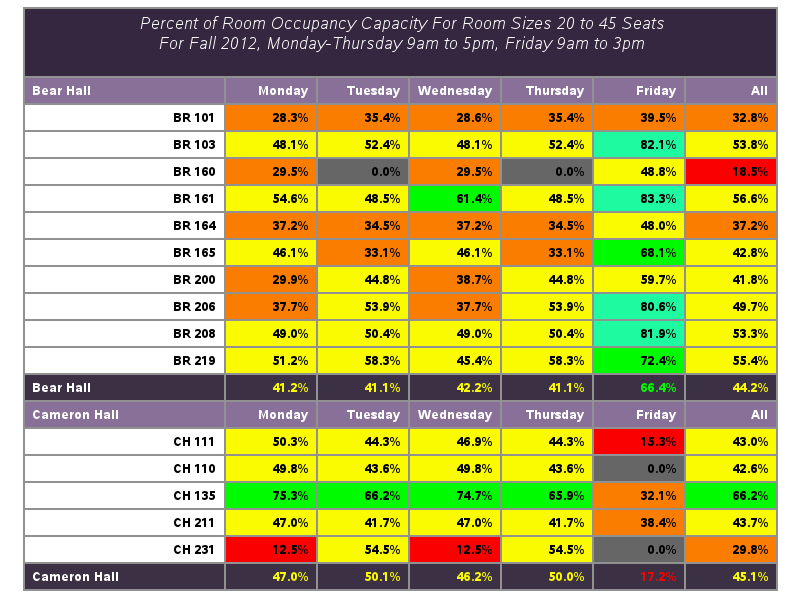 Percent of Room Occupancy Capacity For Room Sizes 20 to 45 Seats
For Fall 2012, Monday-Thursday 9am to 5pm, Friday 9am to 3pm
Bear Hall Monday Tuesday Wednesday Thursday Friday All
BR 101 28.3% 35.4% 28.6% 35.4% 39.5% 32.8%
BR 103 48.1% 52.4% 48.1% 52.4% 82.1% 53.8%
BR 160 29.5% 0.0% 29.5% 0.0% 48.8% 18.5%
BR 161 54.6% 48.5% 61.4% 48.5% 83.3% 56.6%
BR 164 37.2% 34.5% 37.2% 34.5% 48.0% 37.2%
BR 165 46.1% 33.1% 46.1% 33.1% 68.1% 42.8%
BR 200 29.9% 44.8% 38.7% 44.8% 59.7% 41.8%
BR 206 37.7% 53.9% 37.7% 53.9% 80.6% 49.7%
BR 208 49.0% 50.4% 49.0% 50.4% 81.9% 53.3%
BR 219 51.2% 58.3% 45.4% 58.3% 72.4% 55.4%
Bear Hall 41.2% 41.1% 42.2% 41.1% 66.4% 44.2%
Cameron Hall Monday Tuesday Wednesday Thursday Friday All
CH 111 50.3% 44.3% 46.9% 44.3% 15.3% 43.0%
CH 110 49.8% 43.6% 49.8% 43.6% 0.0% 42.6%
CH 135 75.3% 66.2% 74.7% 65.9% 32.1% 66.2%
CH 211 47.0% 41.7% 47.0% 41.7% 38.4% 43.7%
CH 231 12.5% 54.5% 12.5% 54.5% 0.0% 29.8%
Cameron Hall 47.0% 50.1% 46.2% 50.0% 17.2% 45.1%